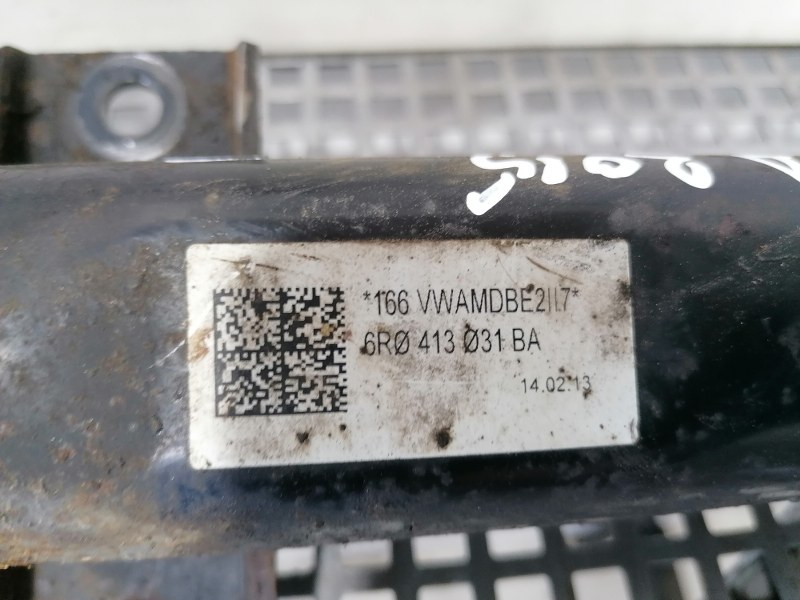 *166 VWAMDBE2II7*
6RØ 413 Ø31 BA
14.02.13